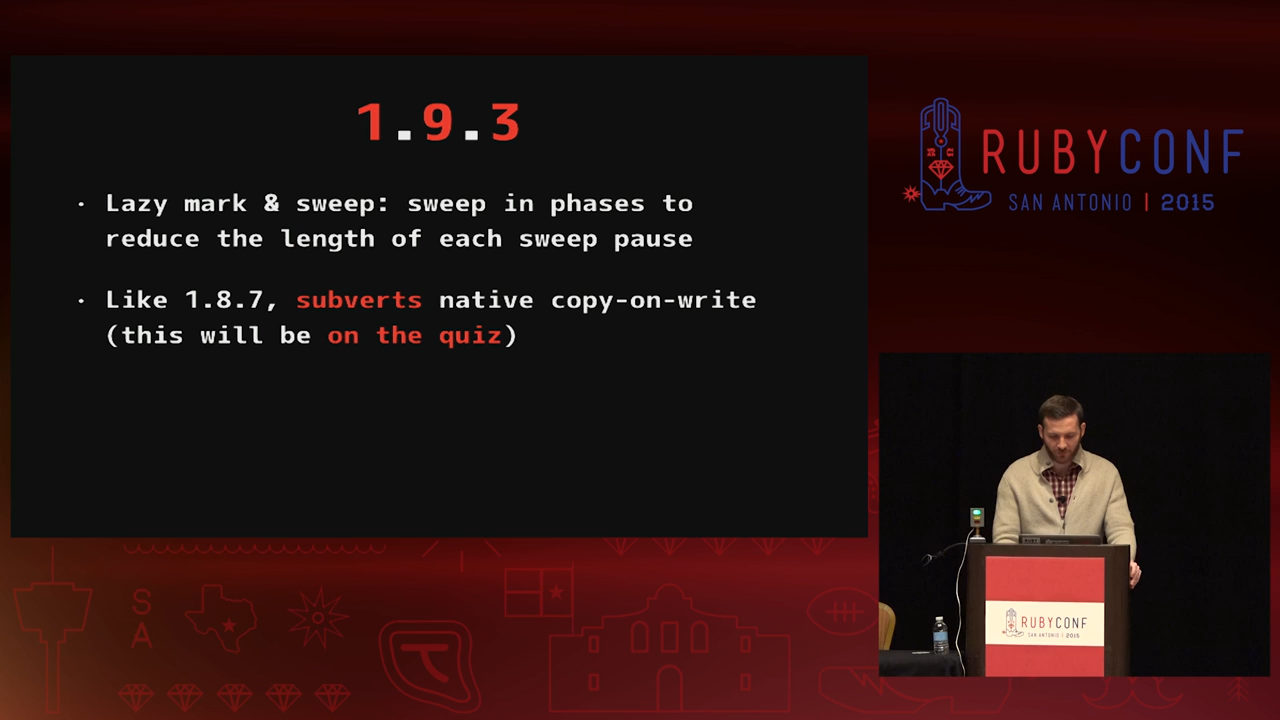 1.9.3
· Lazy mark & sweep: sweep in phases to
reduce the length of each sweep pause
· Like 1.8.7, subverts native copy-on-write
(this will be on the quiz)
RUBYCONF
SAN ANTONIO | 2015
S
A
RUBYCONF
SAN ANTONIO | 2015